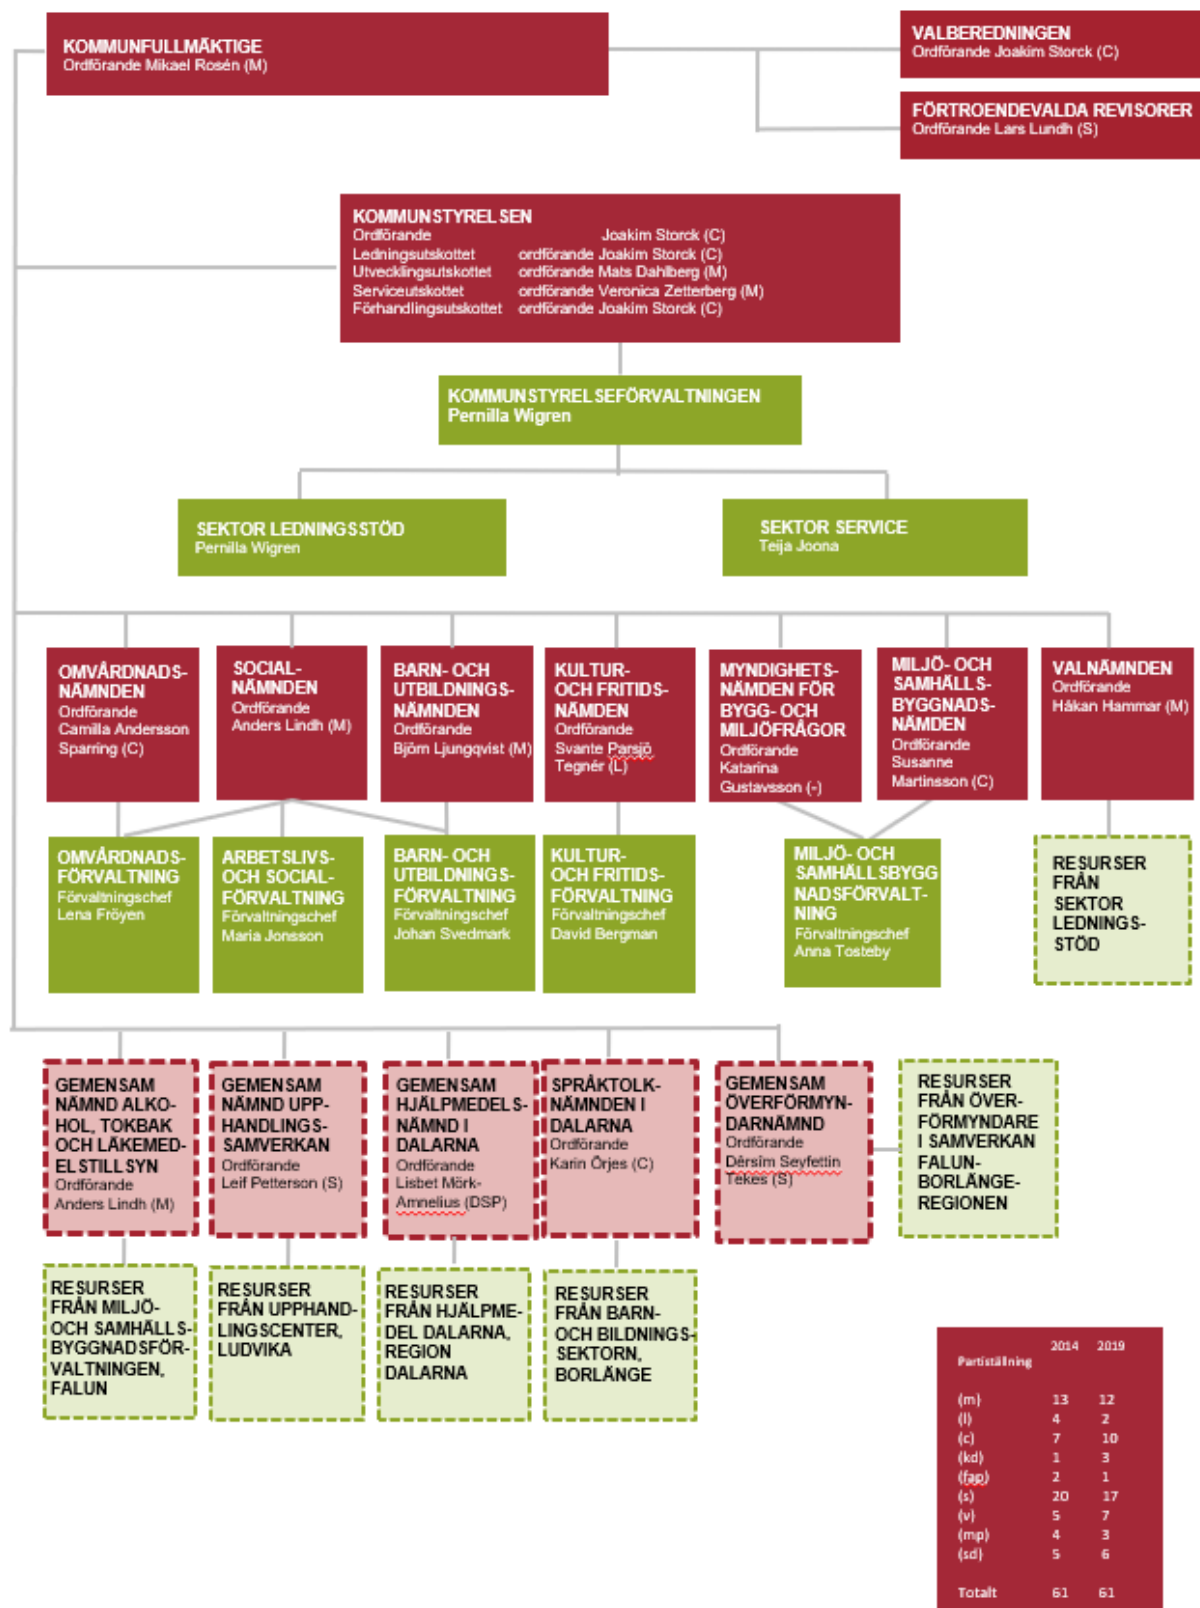 KOMMUNFULLMÄKTIGE
Ordförande Mikael Rosén (M)
VALBEREDNINGEN
Ordförande Joakim Storck (C)
FÖRTROENDEVALDA REVISORER
Ordförande Lars Lundh (S)
KOMMUNSTYRELSEN
Ordförande Joakim Storck (C)
Ledningsutskottet ordförande Joakim Storck (C)
Utvecklingsutskottet ordförande Mats Dahlberg (M)
Serviceutskottet ordförande Veronica Zetterberg (M)
Förhandlingsutskottet ordförande Joakim Storck (C)
KOMMUNSTYRELSEFÖRVALTNINGEN
Pernilla Wigren
SEKTOR LEDNINGSSTÖD
Pernilla Wigren
SEKTOR SERVICE
Teija Joona
OMVÅRDNADS-
NÄMNDEN
Ordförande
Camilla Andersson
Sparring (C)
SOCIAL-
NÄMNDEN
Ordförande
Anders Lindh (M)
BARN- OCH
UTBILDNINGS-
NÄMNDEN
Ordförande
Björn Ljungqvist (M)
KULTUR-
OCH FRITIDS-
NÄMDEN
Ordförande
Svante Parsjö
Tegnér (L)
MYNDIGHETS-
NÄMDEN FÖR
BYGG- OCH
MILJÖFRÅGOR
Ordförande
Katarina
Gustavsson (-)
MILJÖ- OCH
SAMHÄLLS-
BYGGNADS-
NÄMDEN
Ordförande
Susanne
Martinsson (C)
VALNÄMNDEN
Ordförande
Håkan Hammar (M)
OMVÅRDNADS-
FÖRVALTNING
Förvaltningschef
Lena Fröyen
ARBETSLIVS-
OCH SOCIAL-
FÖRVALTNING
Förvaltningschef
Maria Jonsson
BARN- OCH
UTBILDNINGS-
FÖRVALTNING
Förvaltningschef
Johan Svedmark
KULTUR-
OCH FRITIDS-
FÖRVALTNING
Förvaltningschef
David Bergman
MILJÖ- OCH
SAMHÄLLSBYGG
NADSFÖRVALT-
NING
Förvaltningschef
Anna Tosteby
RESURSER
FRÅN
SEKTOR
LEDNINGS-
STÖD
GEMENSAM
NÄMND ALKO-
HOL, TOKBAK
OCH LÄKEMED-
ELSTILLSYN
Ordförande
Anders Lindh (M)
GEMENSAM
NÄMND UPP-
HANDLINGS-
SAMVERKAN
Ordförande
Leif Petterson (S)
GEMENSAM
HJÄLPMEDELS-
NÄMND I
DALARNA
Ordförande
Lisbet Mörk-
Amnelius (DSP)
SPRÅKTOLK-
NÄMNDEN I
DALARNA
Ordförande
Karin Örjes (C)
GEMENSAM
ÖVERFÖRMYN-
DARNÄMND
Ordförande
Dêrsîm Seyfettin
Tekes (S)
RESURSER
FRÅN ÖVER-
FÖRMYNDARE
I SAMVERKAN
FALUN-
BORLÄNGE-
REGIONEN
RESURSER
FRÅN MILJÖ-
OCH SAMHÄLLS-
BYGGNADSFÖR-
VALTNINGEN,
FALUN
RESURSER
FRÅN UPPHAND-
LINGSCENTER,
LUDVIKA
RESURSER
FRÅN HJÄLPME-
DEL DALARNA,
REGION
DALARNA
RESURSER
FRÅN BARN-
OCH BILDNINGS-
SEKTORN,
BORLÄNGE
2014 2019
Partiställning
(m) 13 12
(l) 4 2
(c) 7 10
(kd) 1 3
(fap) 2 1
(s) 20 17
(v) 5 7
(mp) 4 3
(sd) 5 6
Totalt 61 61